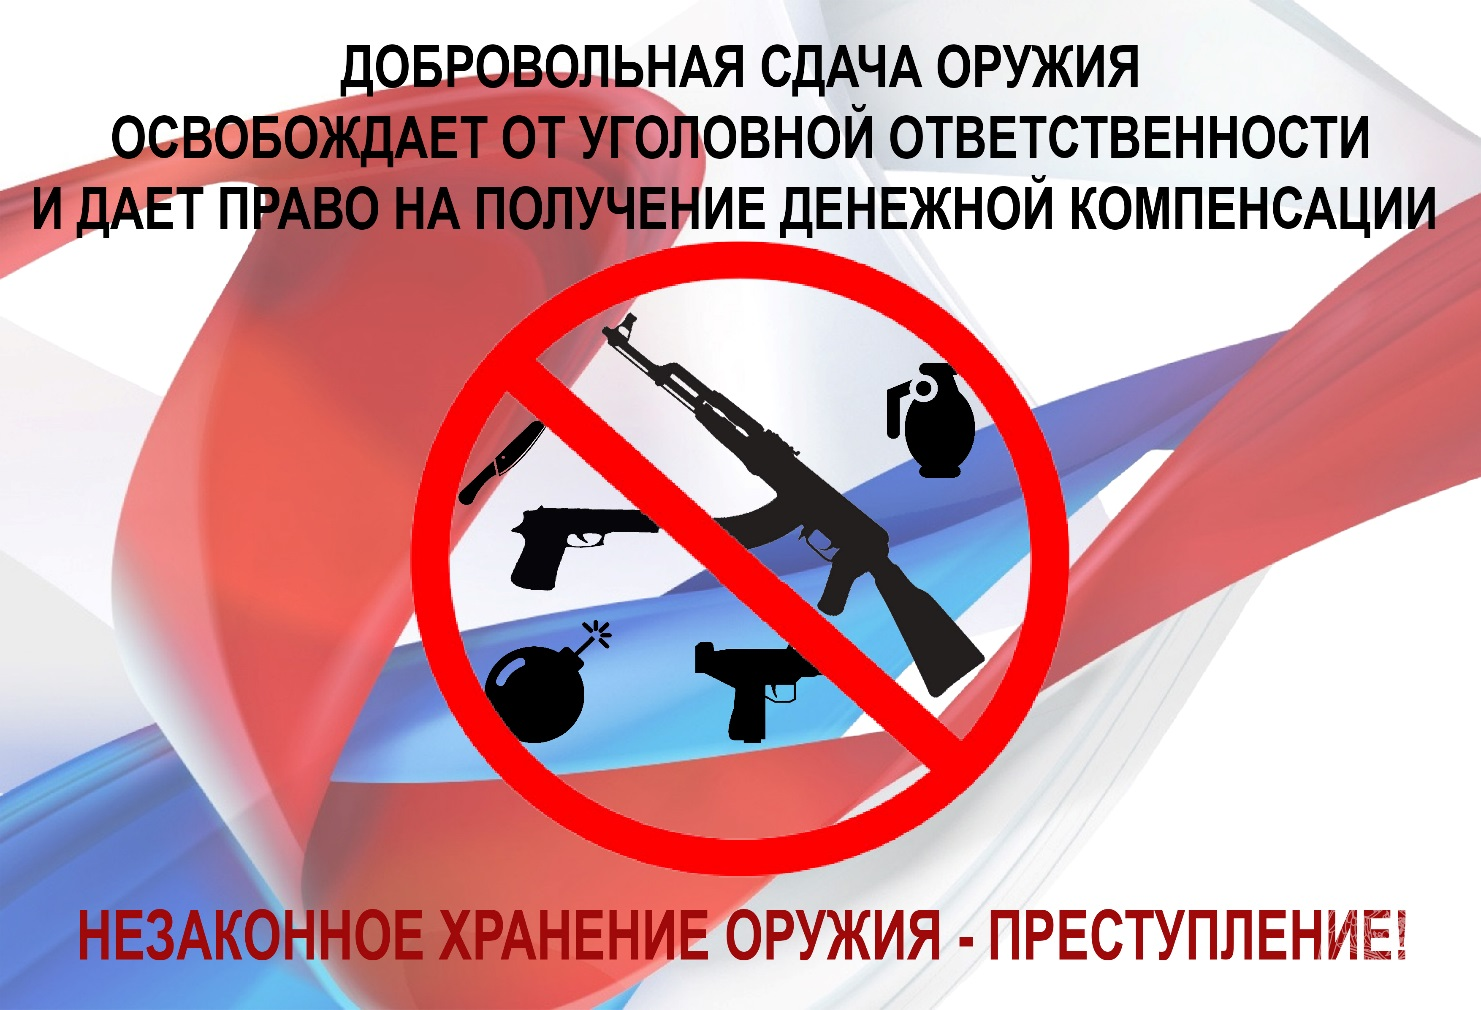 ДОБРОВОЛЬНАЯ СДАЧА ОРУЖИЯ
ОСВОБОЖДАЕТ ОТ УГОЛОВНОЙ ОТВЕТСТВЕННОСТИ
И ДАЕТ ПРАВО НА ПОЛУЧЕНИЕ ДЕНЕЖНОЙ КОМПЕНСАЦИИ
НЕЗАКОННОЕ ХРАНЕНИЕ ОРУЖИЯ - ПРЕСТУПЛЕНИЕ!